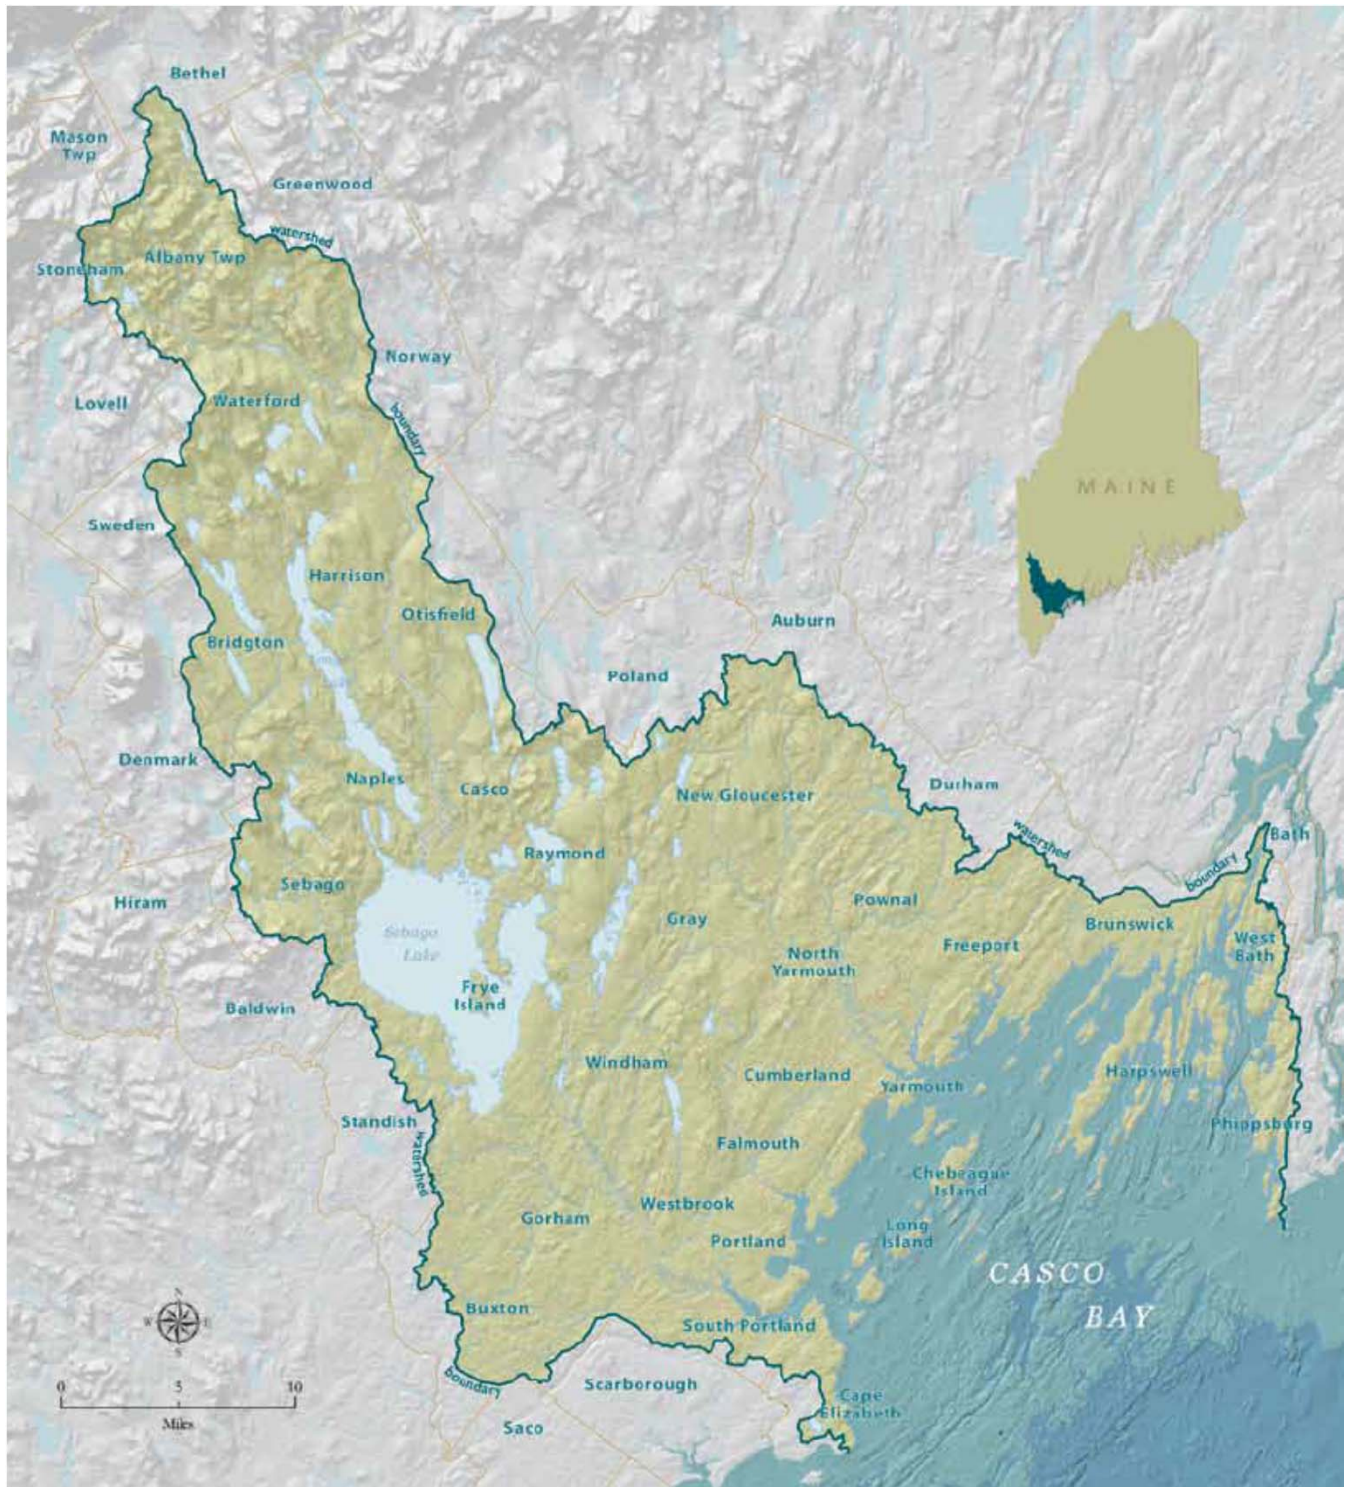 Bethel
Mason
Twp
Greenwood
watershed
Albany Twp
Stoneham
Norway
Waterford
Lovell
boundary
MAINE
Sweden
Harrison
Otisfield
Bridgton
Auburn
Poland
Denmark
Naples
Casco
New Gloucester
Durham
watershed
Bath
Raymond
boundary
Sebago
Hiram
Pownal
Gray
Brunswick
Sebago
Lake
Freeport
West
Bath
North
Yarmouth
Frye
Island
Baldwin
Windham
Cumberland
Yarmouth
Harpswell
Standish
Phippsburg
watershed
Falmouth
Chebeague
Island
Westbrook
Gorham
Long
Island
Portland
CASCO
BAY
N
W E
S
Buxton
South Portland
boundary
Scarborough
0 5 10
Miles
Cape
Elizabeth
Saco